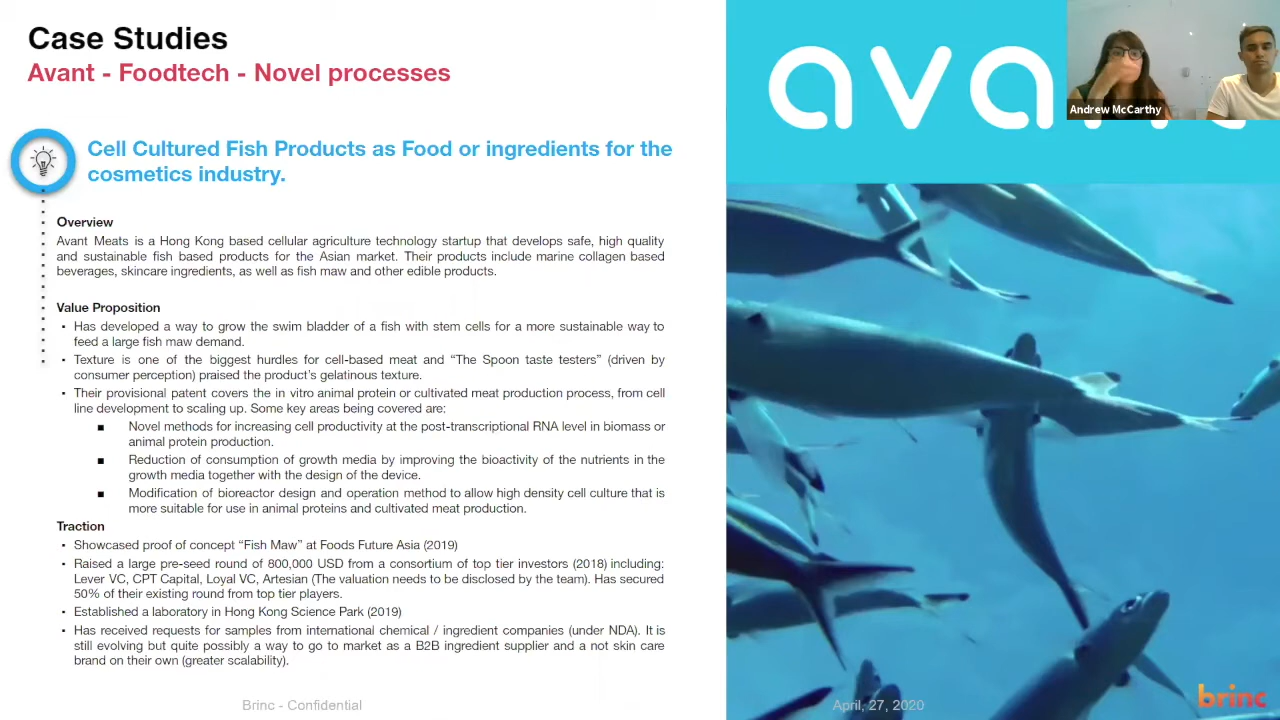 Case Studies
Avant - Foodtech - Novel processes
Cell Cultured Fish Products as Food or ingredients for the
cosmetics industry.
Overview
Avant Meats is a Hong Kong based cellular agriculture technology startup that develops safe, high quality
and sustainable fish based products for the Asian market. Their products include marine collagen based
beverages, skincare ingredients, as well as fish maw and other edible products.
Value Proposition
▪ Has developed a way to grow the swim bladder of a fish with stem cells for a more sustainable way to
feed a large fish maw demand.
▪ Texture is one of the biggest hurdles for cell-based meat and “The Spoon taste testers” (driven by
consumer perception) praised the product’s gelatinous texture.
▪ Their provisional patent covers the in vitro animal protein or cultivated meat production process, from cell
line development to scaling up. Some key areas being covered are:
■ Novel methods for increasing cell productivity at the post-transcriptional RNA level in biomass or
animal protein production.
■ Reduction of consumption of growth media by improving the bioactivity of the nutrients in the
growth media together with the design of the device.
■ Modification of bioreactor design and operation method to allow high density cell culture that is
more suitable for use in animal proteins and cultivated meat production.
Traction
▪ Showcased proof of concept “Fish Maw” at Foods Future Asia (2019)
▪ Raised a large pre-seed round of 800,000 USD from a consortium of top tier investors (2018) including:
Lever VC, CPT Capital, Loyal VC, Artesian (The valuation needs to be disclosed by the team). Has secured
50% of their existing round from top tier players.
▪ Established a laboratory in Hong Kong Science Park (2019)
▪ Has received requests for samples from international chemical / ingredient companies (under NDA). It is
still evolving but quite possibly a way to go to market as a B2B ingredient supplier and a not skin care
brand on their own (greater scalability).
Brinc - Confidential
ava
Andrew McCarthy
April, 27, 2020
brinc